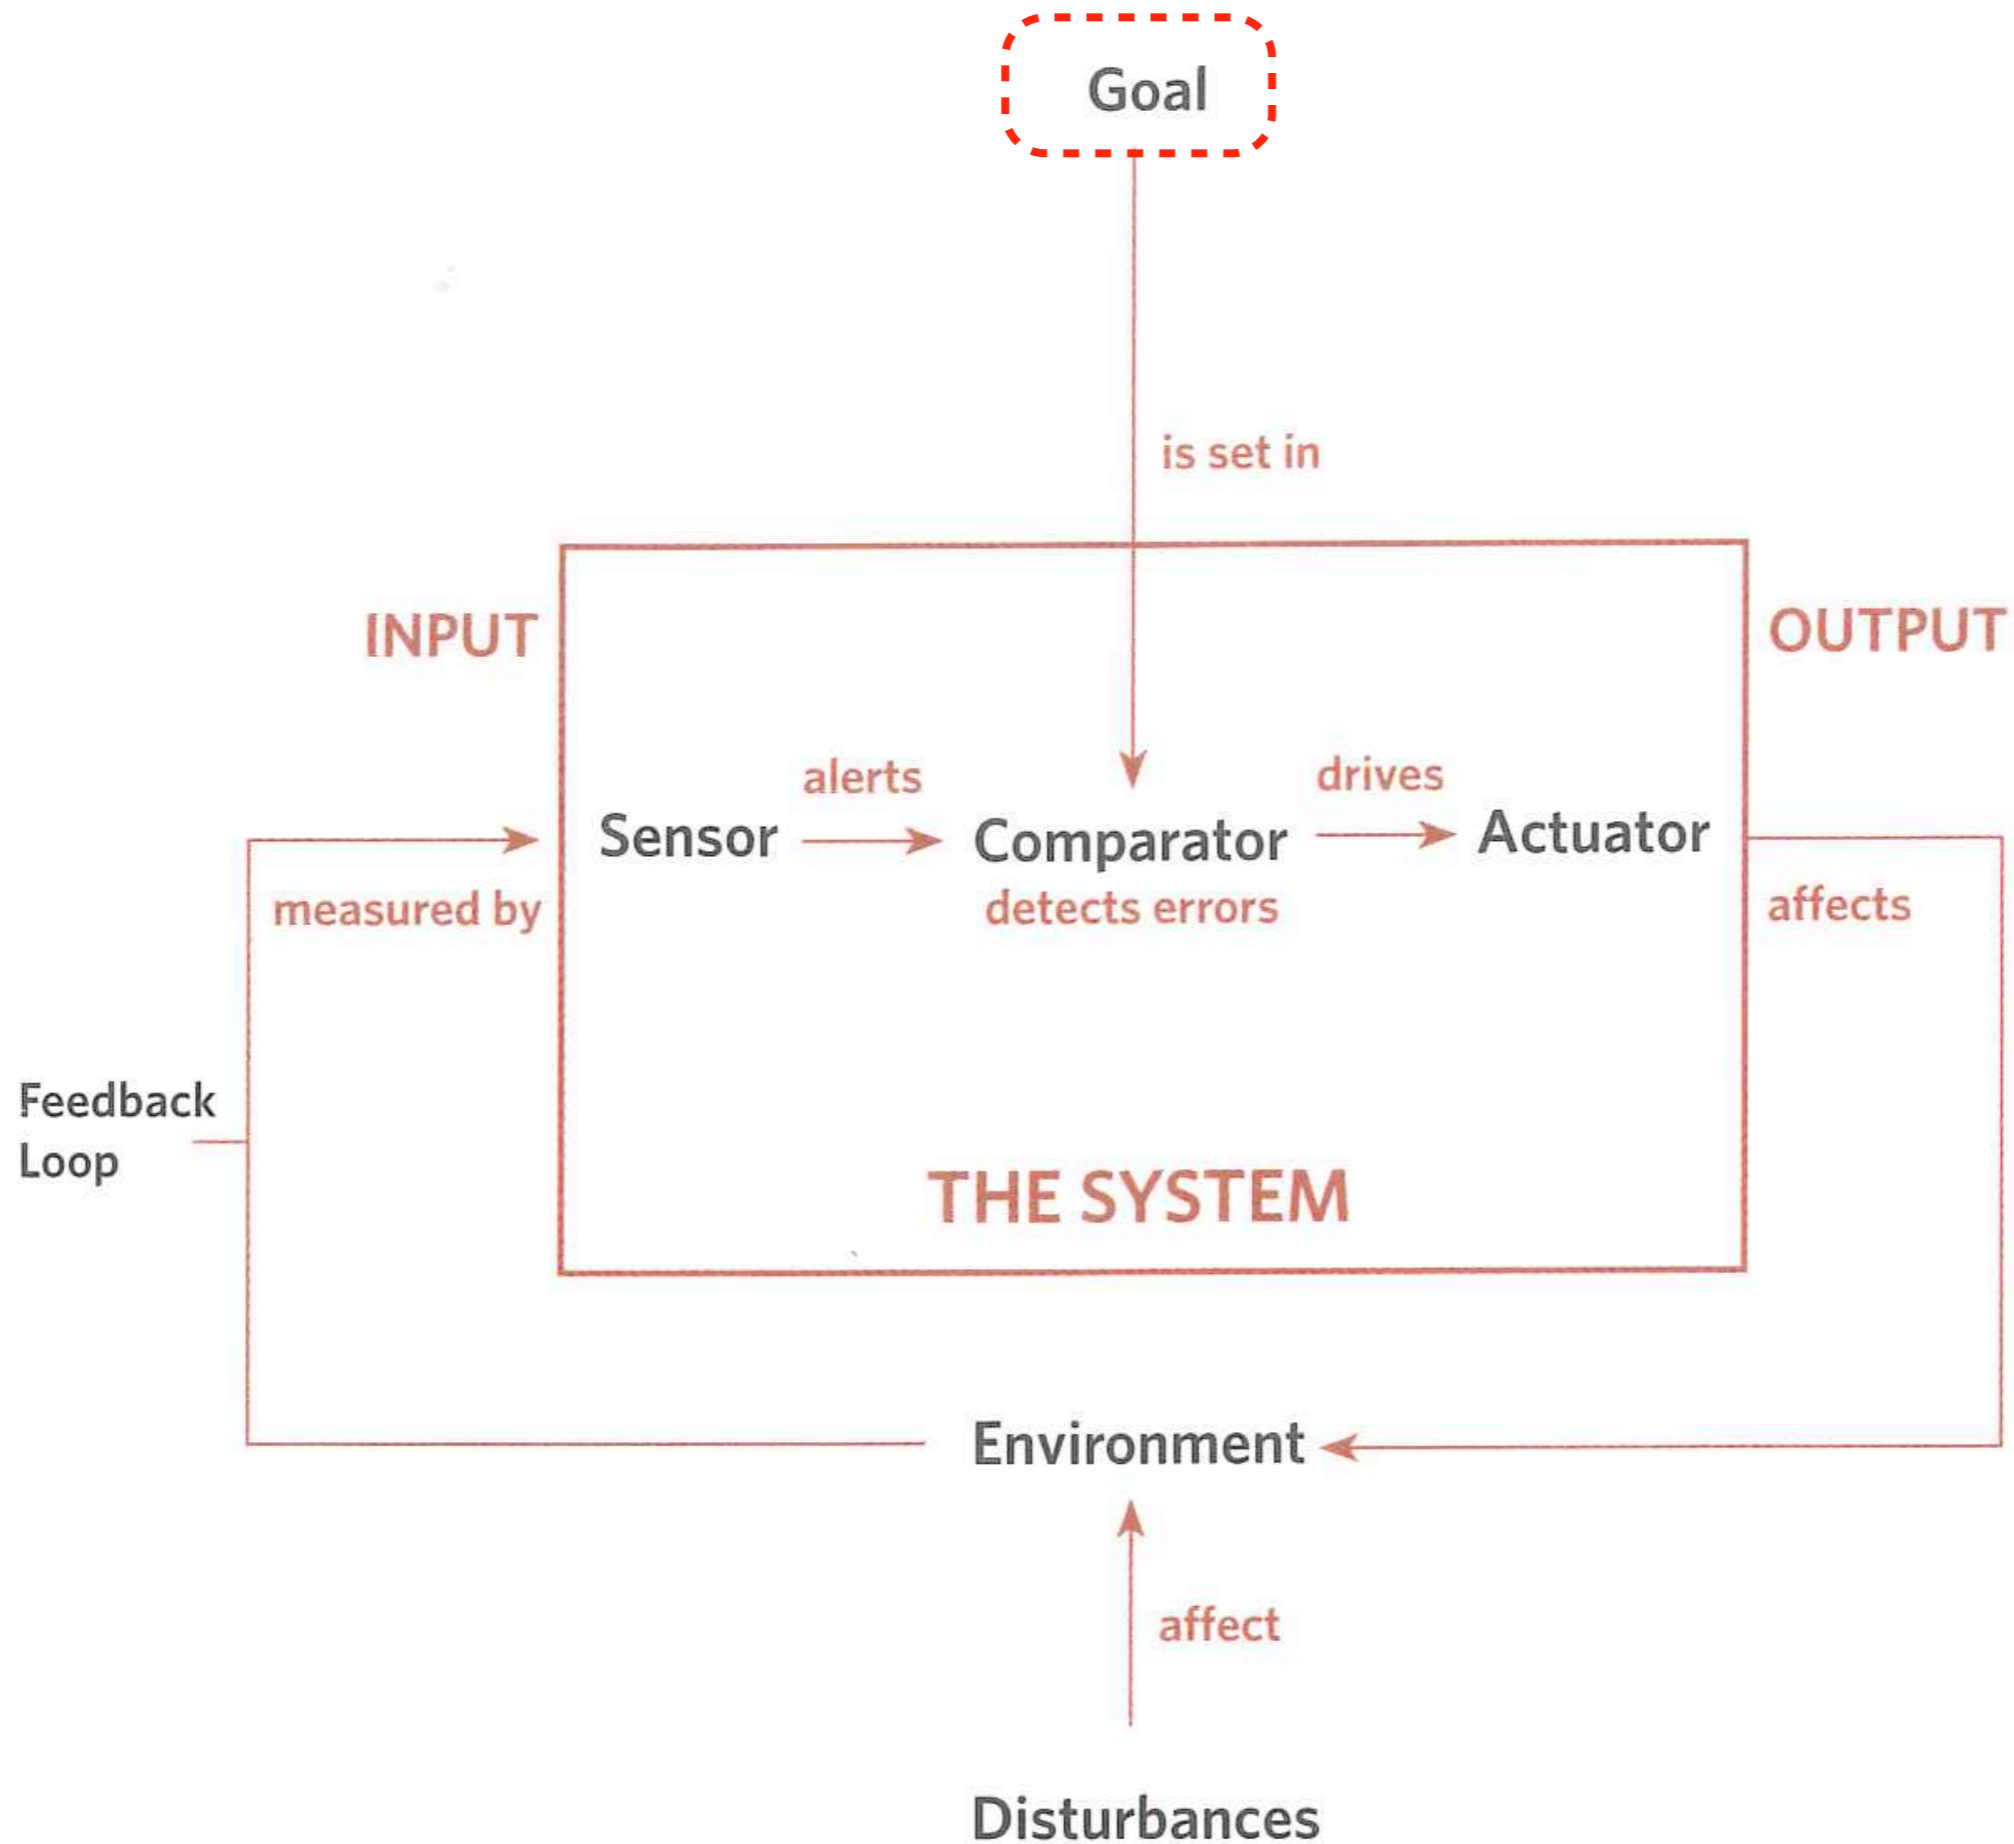 Goal
is set in
INPUT
OUTPUT
alerts
drives
Sensor
Comparator
Actuator
measured by
detects errors
affects
Feedback
Loop
THE SYSTEM
Environment
affect
Disturbances